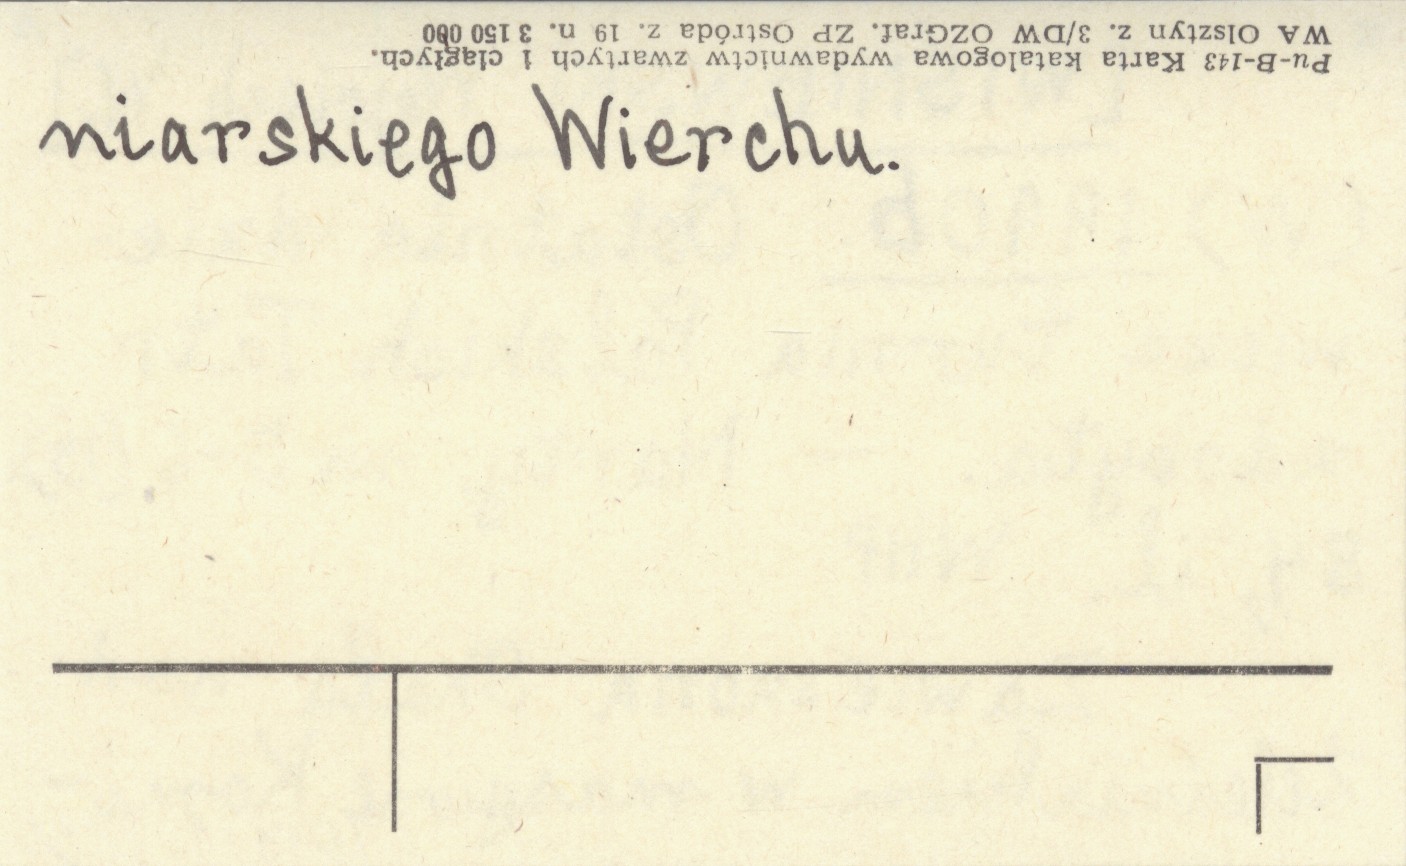 Pu-B-143 Karta katalogowa wydawnictw zwartych i ciągłych.
WA Olsztyn z. 3/DW OZGraf. ZP Ostróda z. 19 n. 3 150 000
niarskiego Wierchu.